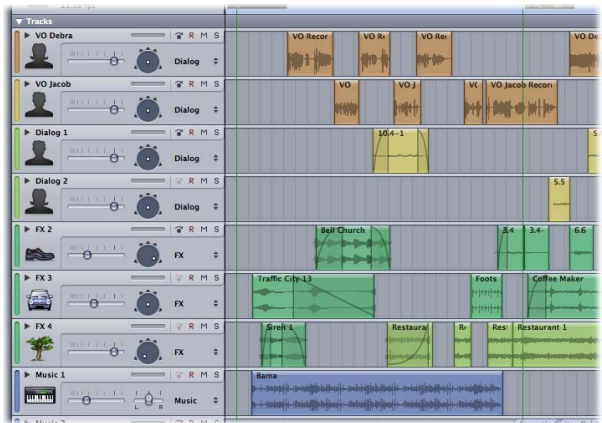 Tracks
VO Debra R M S VO Recor VO R VO Re VO De
Dialog
VO Jacob R M S VO VO J VO VO Jacob Recor
Dialog
Dialog 1 R M S 10.4-1 5.
Dialog
Dialog 2 R M S 5.5
Dialog
FX 2 R M S Bell Church 3.4 3.4- 6.6
FX
FX 3 R M S Traffic City 13 Foots Coffee Maker
FX
FX 4 R M S Siren 1 Restaura R Res Restaurant 1
FX
Music 1 R M S Bama
L R Music